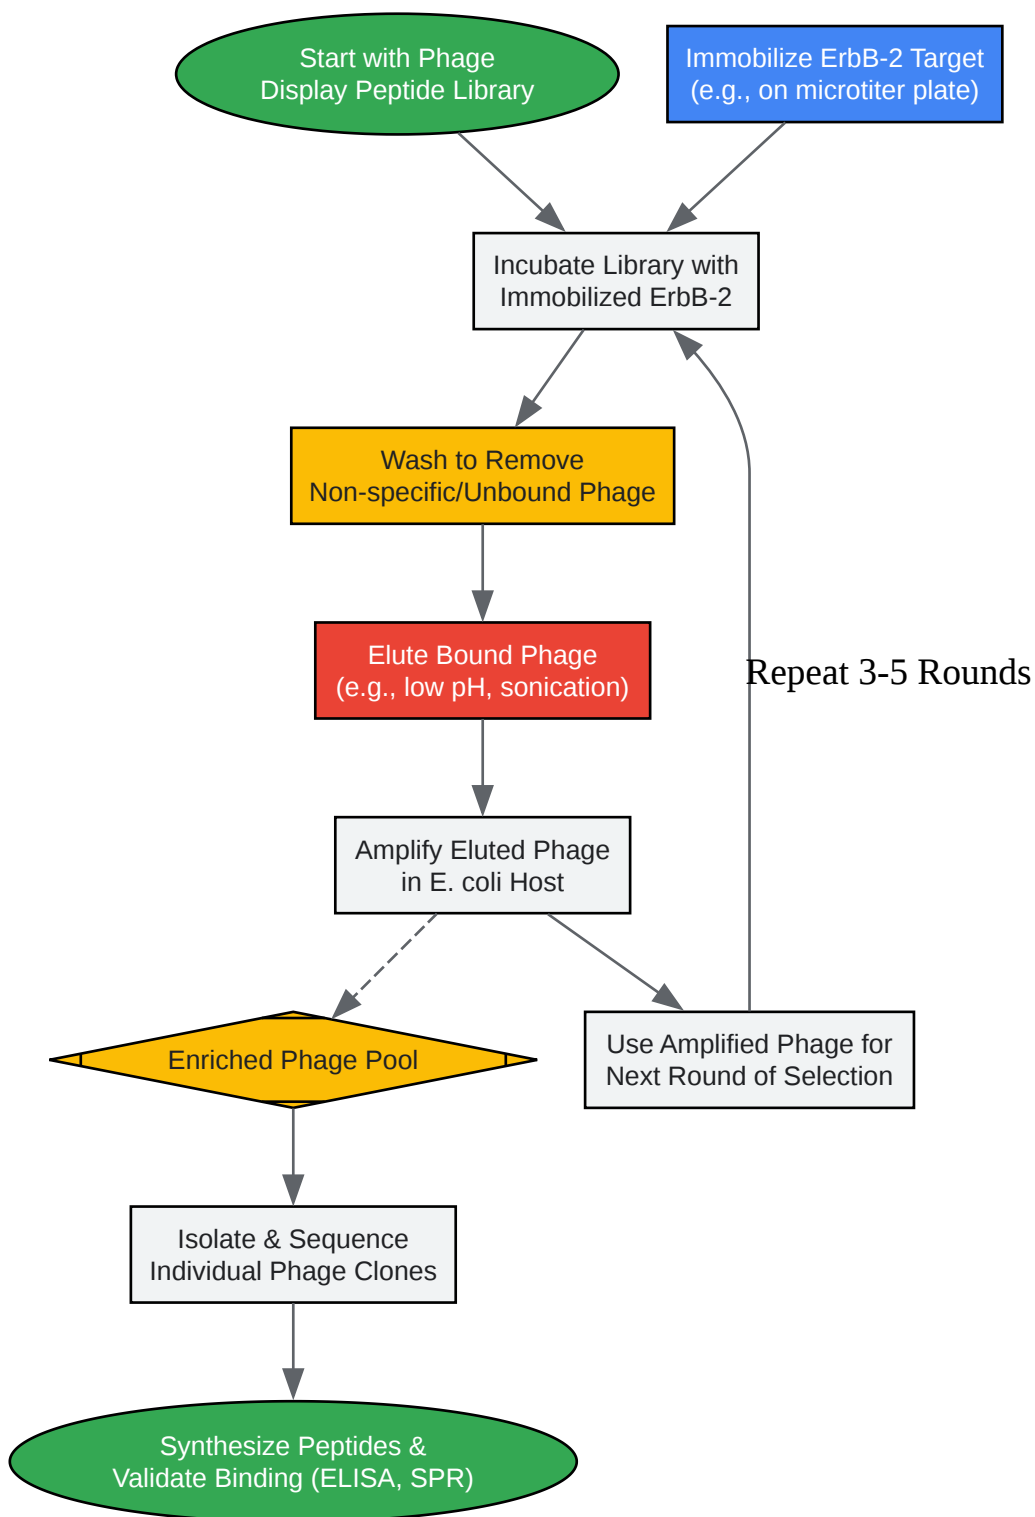 Start with Phage
Display Peptide Library
Immobilize ErbB-2 Target
(e.g., on microtiter plate)
Incubate Library with
Immobilized ErbB-2
Wash to Remove
Non-specific/Unbound Phage
Elute Bound Phage
(e.g., low pH, sonication)
Repeat 3-5 Rounds
Amplify Eluted Phage
in E. coli Host
Enriched Phage Pool
Use Amplified Phage for
Next Round of Selection
Isolate & Sequence
Individual Phage Clones
Synthesize Peptides &
Validate Binding (ELISA, SPR)